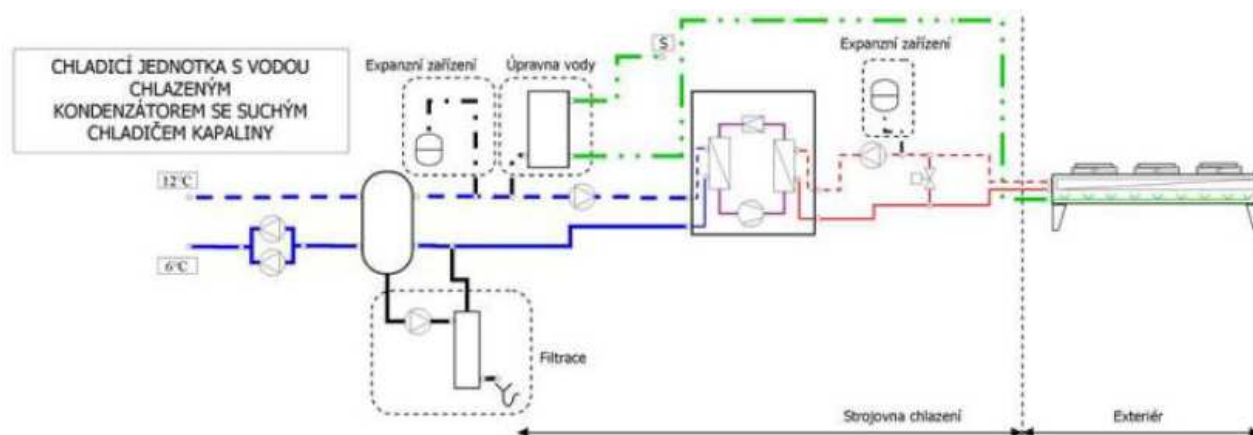 CHLADICÍ JEDNOTKA S VODOU
CHLAZENÝM
KONDENZÁTOREM SE SUCHÝM
CHLADIČEM KAPALINY
Expanzní zařízení
Úpravna vody
S
Expanzní zařízení
12°C
6°C
Filtrace
Strojovna chlazení
Exteriér